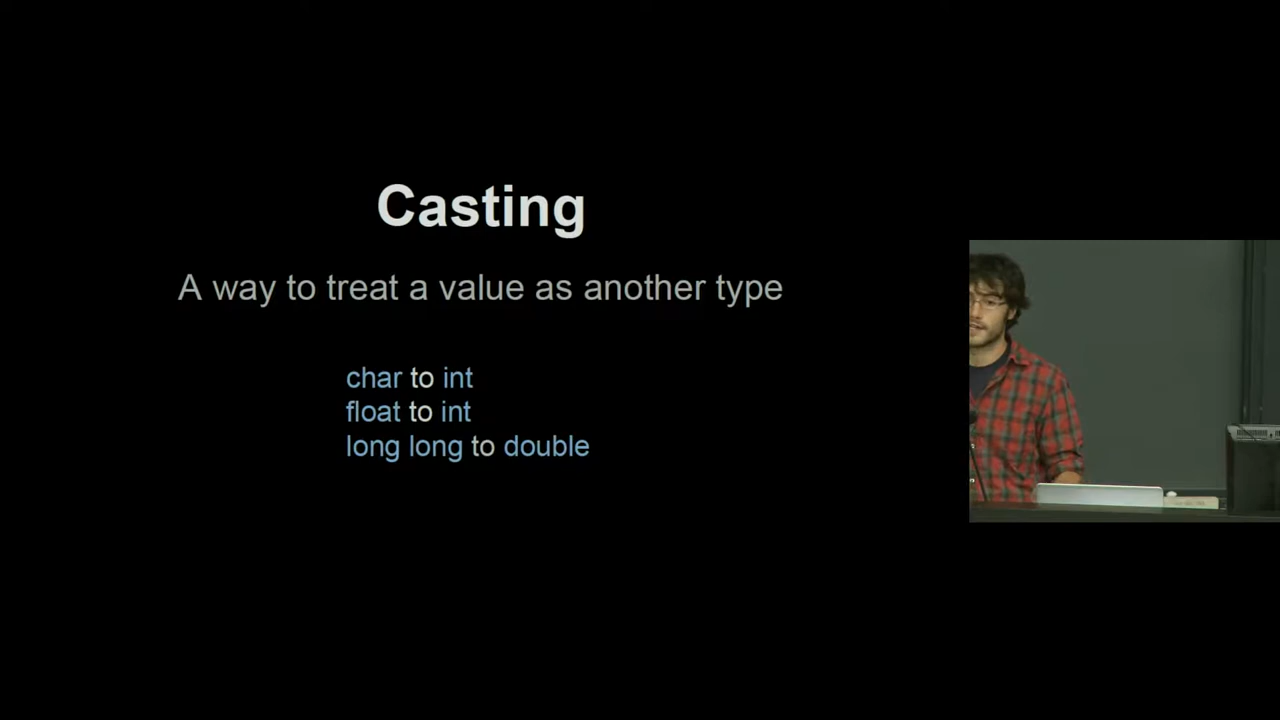 Casting
A way to treat a value as another type
char to int
float to int
long long to double